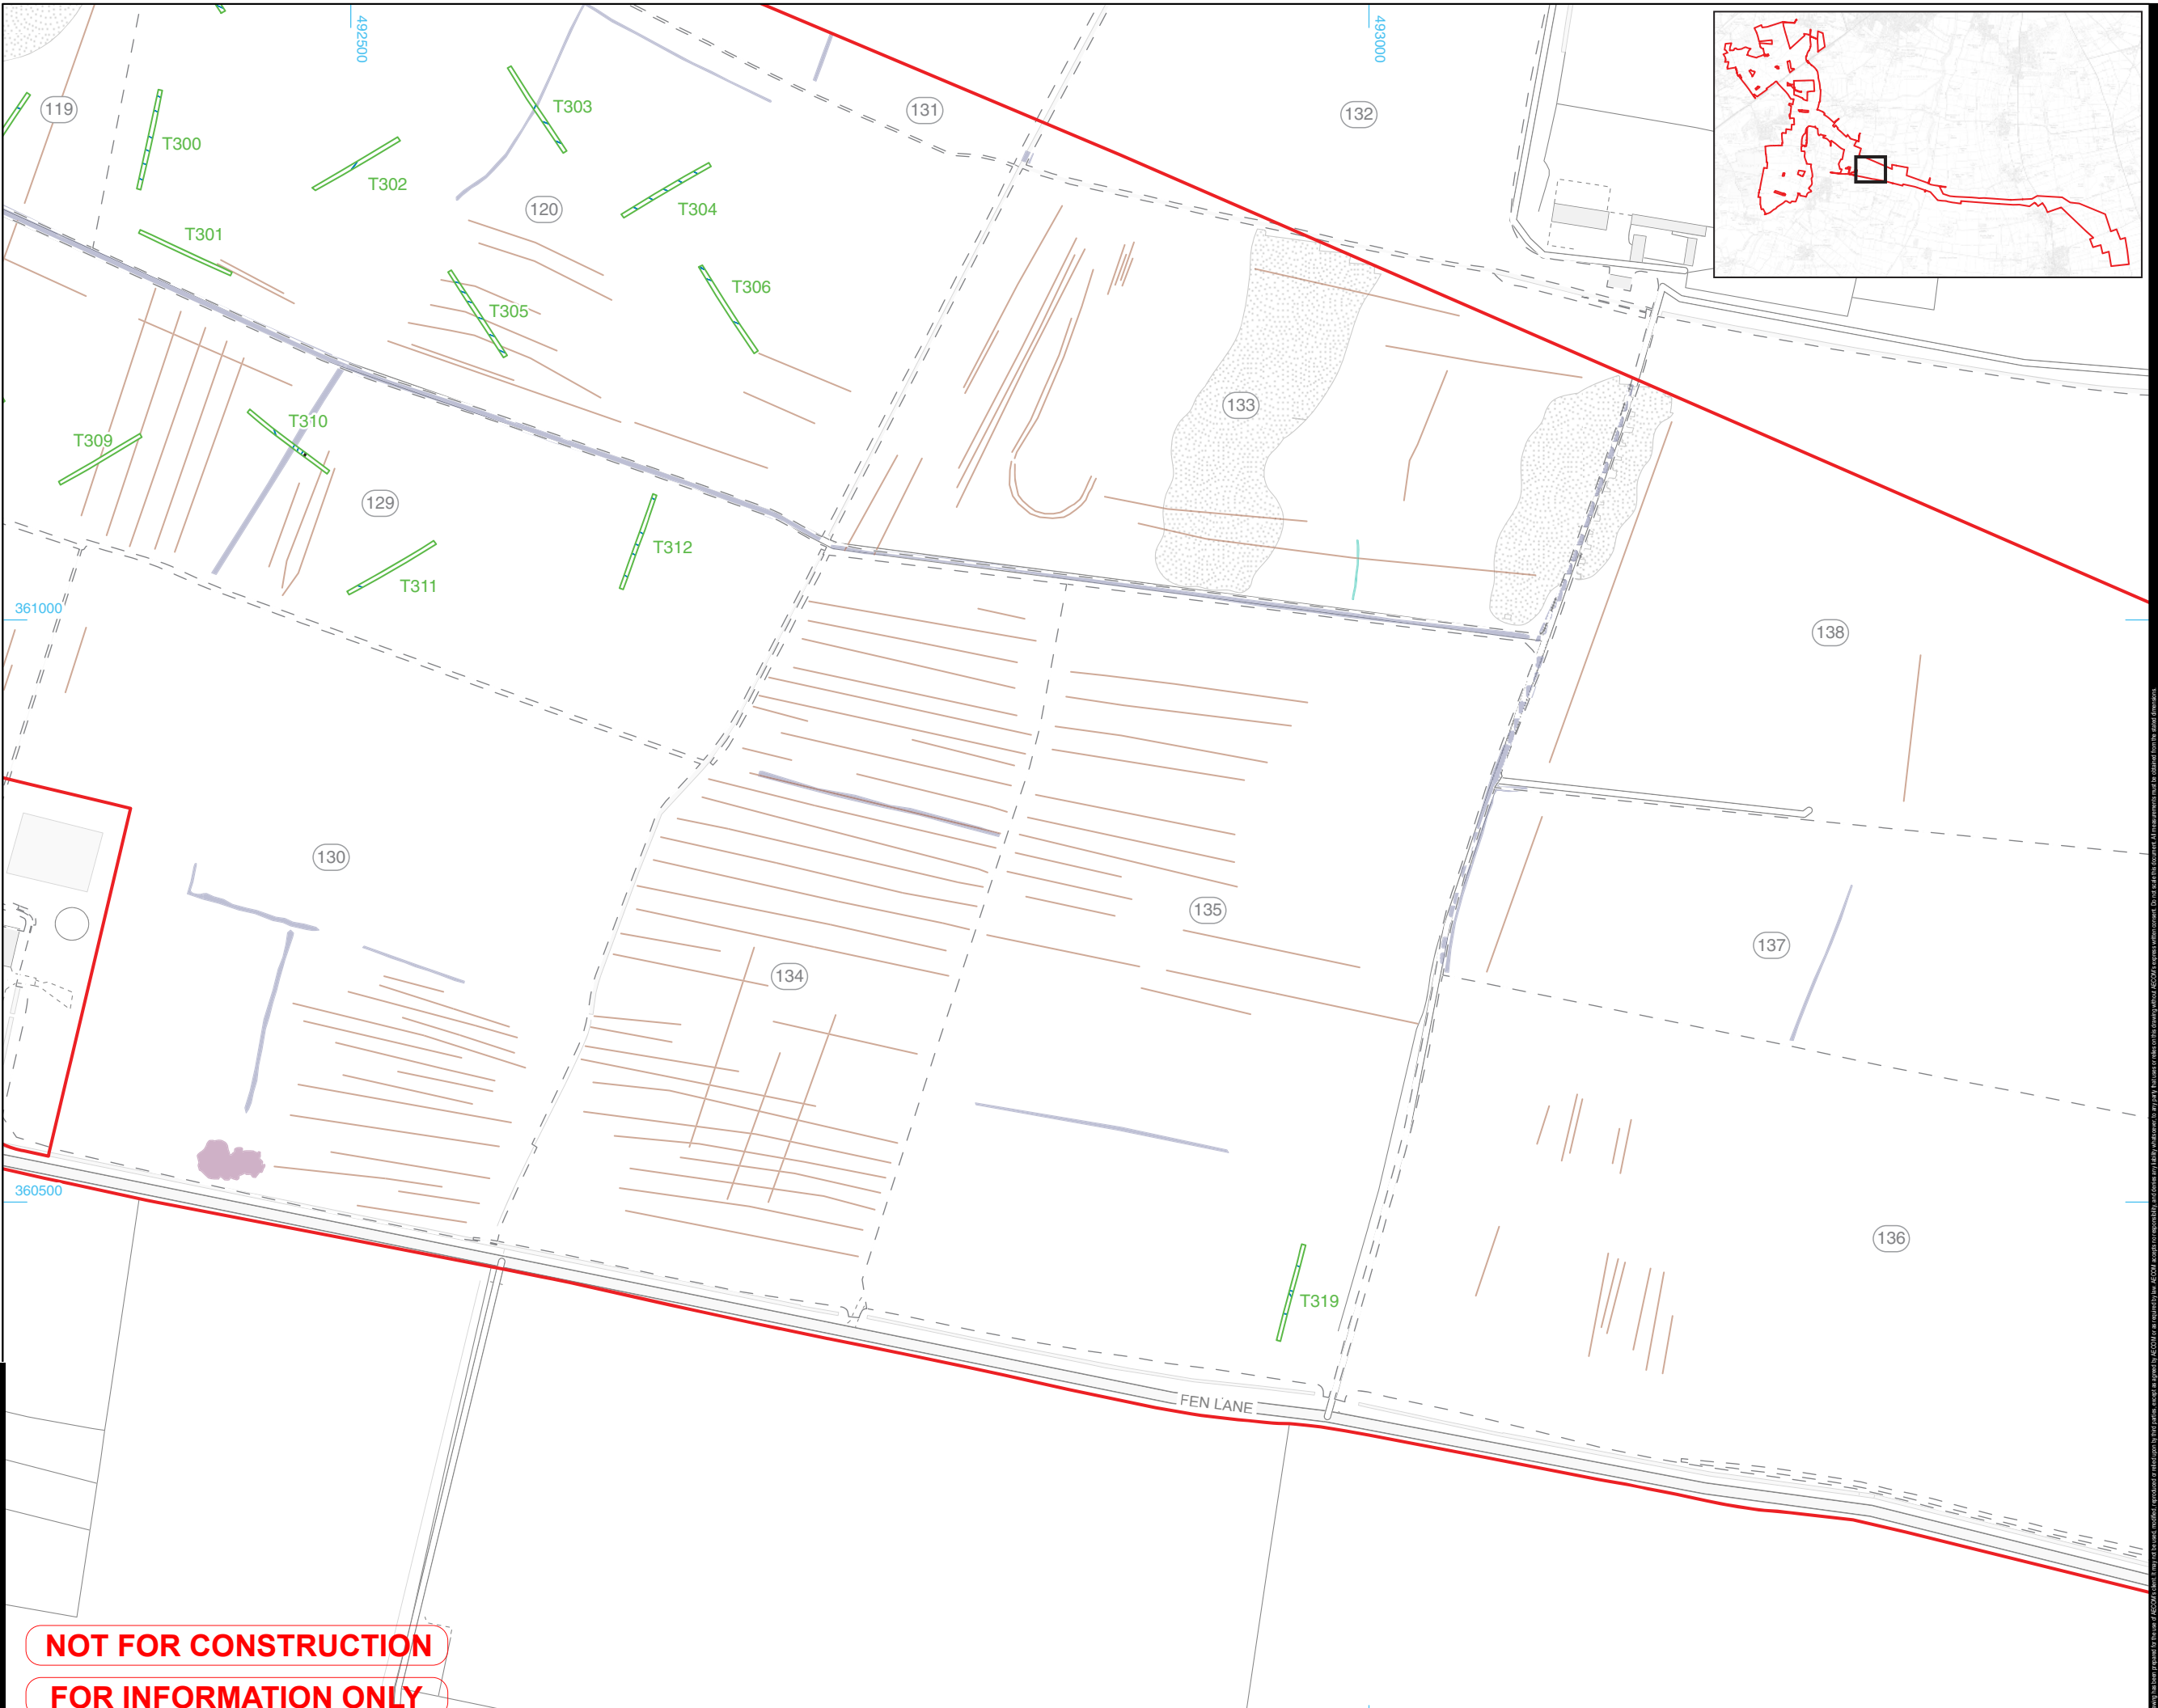 492500
493000
119
T300
T303
131
132
T302
120
T304
T301
T306
T305
133
T310
T309
129
T312
T311
361000
138
130
135
137
134
360500
136
T319
FEN LANE
NOT FOR CONSTRUCTION
FOR INFORMATION ONLY